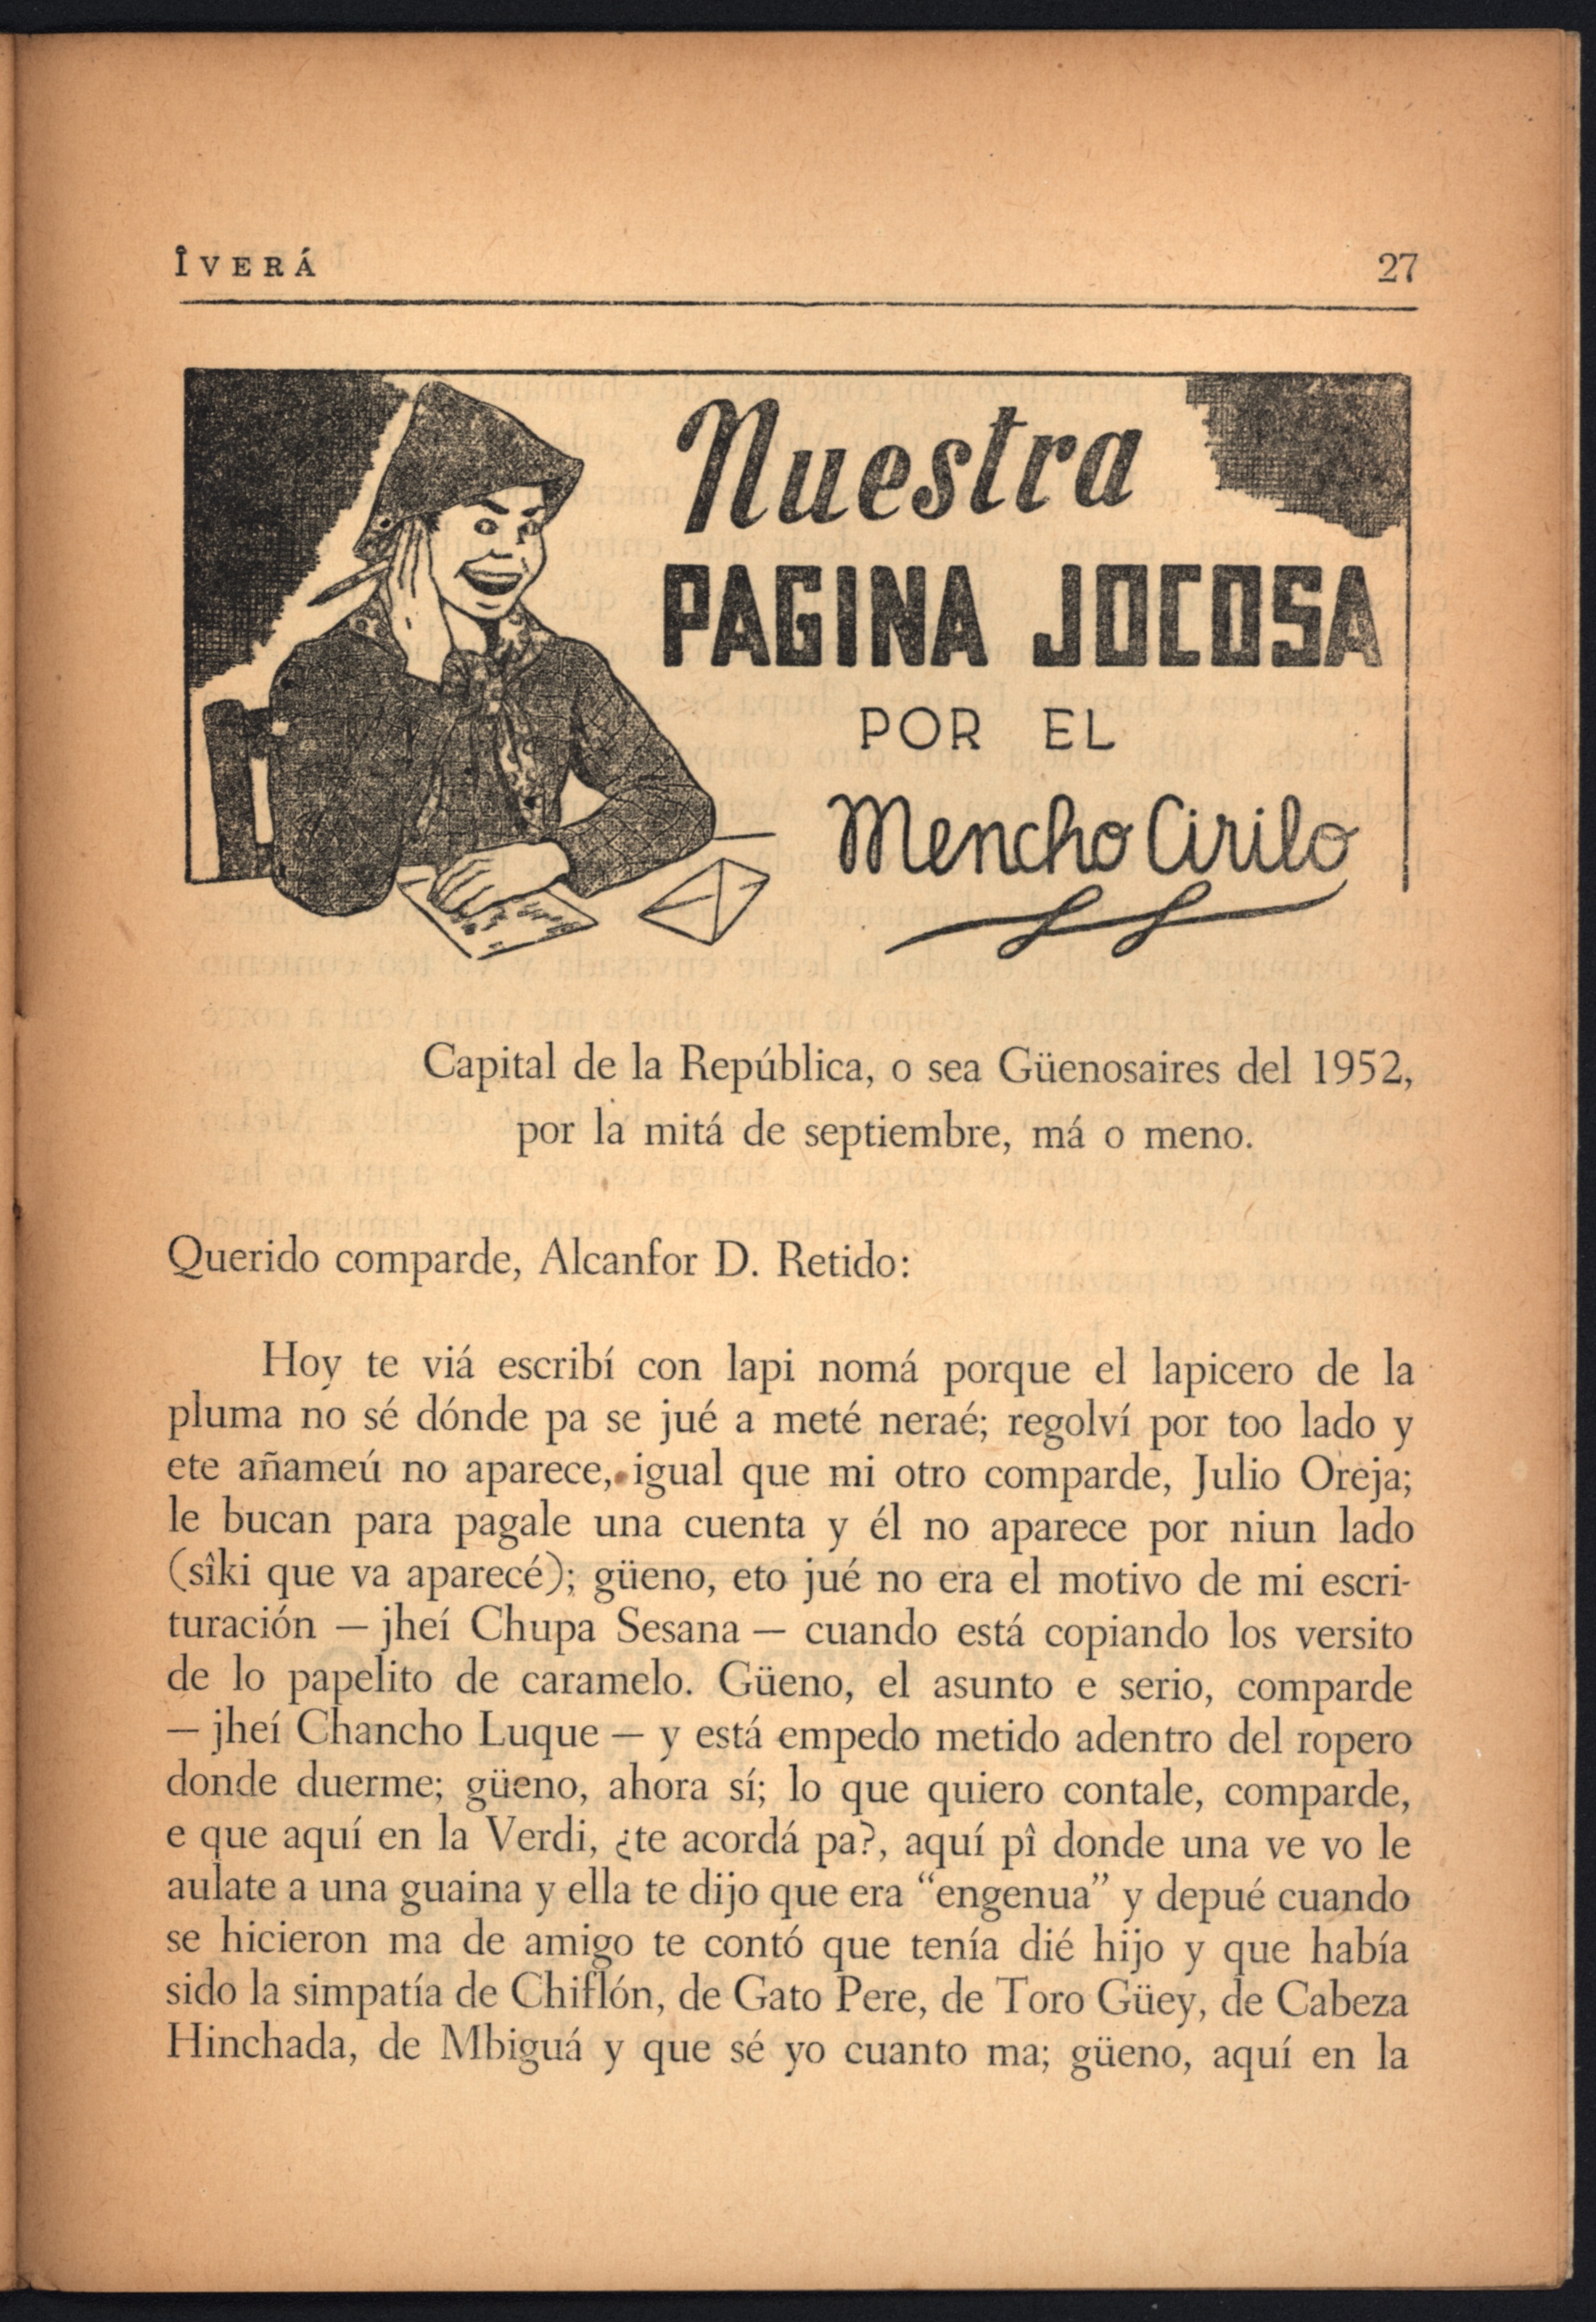 ÎVERÁ 27
Nuestra
PAGINA JOCOSA
POR EL
Mencho Cirilo
Capital de la República, o sea Güenosaires del 1952,
por la mitá de septiembre, má o meno.
Querido comparde, Alcanfor D. Retido:
Hoy te viá escribí con lapi nomá porque el lapicero de la
pluma no sé dónde pa se jué a meté neraé; regolví por too lado y
ete añameú no aparece, igual que mi otro comparde, Julio Oreja;
le bucan para pagale una cuenta y él no aparece por niun lado
(sîki que va aparecé); güeno, eto jué no era el motivo de mi escri-
turación — jheí Chupa Sesana — cuando está copiando los versito
de lo papelito de caramelo. Güeno, el asunto e serio, comparde
— jheí Chancho Luque — y está empedo metido adentro del ropero
donde duerme; güeno, ahora sí; lo que quiero contale, comparde,
e que aquí en la Verdi, ¿te acordá pa?, aquí pî donde una ve vo le
aulate a una guaina y ella te dijo que era “engenua” y depué cuando
se hicieron ma de amigo te contó que tenía dié hijo y que había
sido la simpatía de Chiflón, de Gato Pere, de Toro Güey, de Cabeza
Hinchada, de Mbiguá y que sé yo cuanto ma; güeno, aquí en la